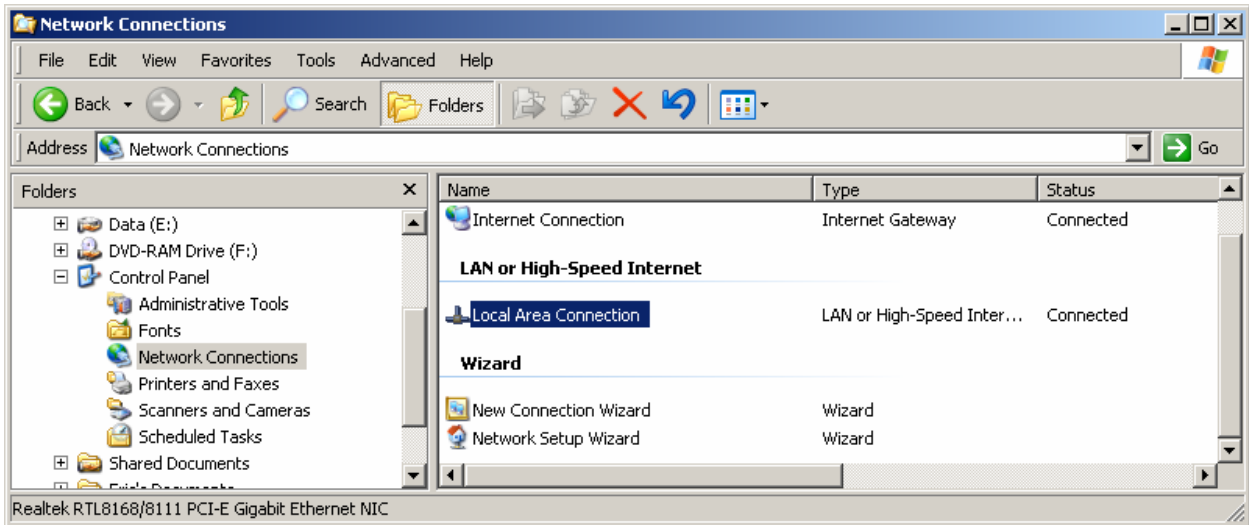 Network Connections
File Edit View Favorites Tools Advanced Help
Back Search Folders
Address Network Connections Go
Folders
Data (E:)
DVD-RAM Drive (F:)
Control Panel
Administrative Tools
Fonts
Network Connections
Printers and Faxes
Scanners and Cameras
Scheduled Tasks
Shared Documents
Name Type Status
Internet Connection Internet Gateway Connected
LAN or High-Speed Internet
Local Area Connection LAN or High-Speed Inter... Connected
Wizard
New Connection Wizard Wizard
Network Setup Wizard Wizard
Realtek RTL8168/8111 PCI-E Gigabit Ethernet NIC